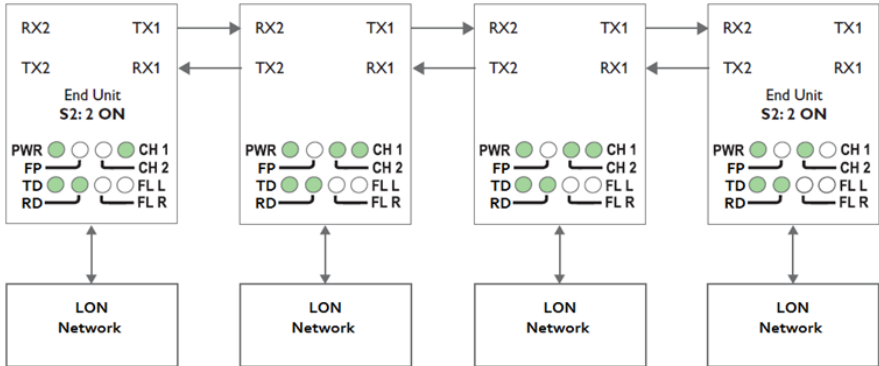 RX2 TX1
TX2 RX1
End Unit
S2: 2 ON
PWR CH 1
FP CH 2
TD FL L
RD FL R
LON
Network
RX2 TX1
TX2 RX1
PWR CH 1
FP CH 2
TD FL L
RD FL R
LON
Network
RX2 TX1
TX2 RX1
PWR CH 1
FP CH 2
TD FL L
RD FL R
LON
Network
RX2 TX1
TX2 RX1
End Unit
S2: 2 ON
PWR CH 1
FP CH 2
TD FL L
RD FL R
LON
Network